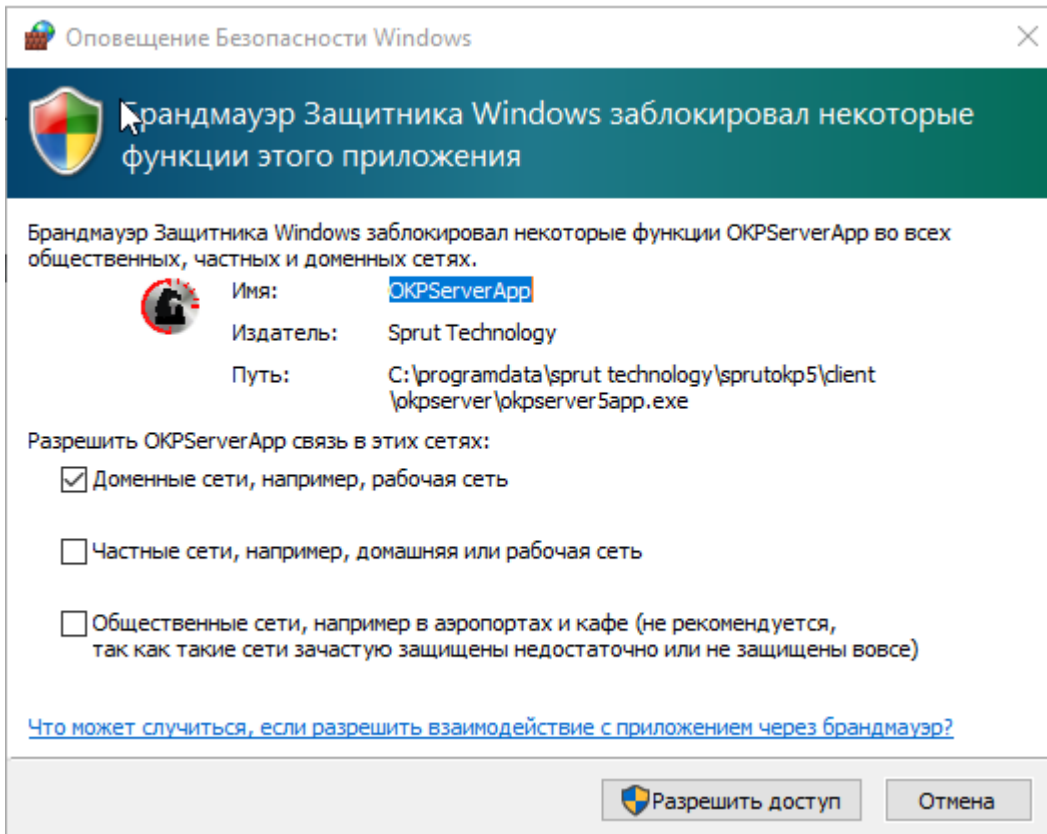 Оповещение Безопасности Windows
Брандмауэр Защитника Windows заблокировал некоторые
функции этого приложения
Брандмауэр Защитника Windows заблокировал некоторые функции OKPServerApp во всех
общественных, частных и доменных сетях.
Имя: OKPServerApp
Издатель: Sprut Technology
Путь: C:\programdata\sprut technology\sprutokp5\client
\okpserver\okpserver5app.exe
Разрешить OKPServerApp связь в этих сетях:
Доменные сети, например, рабочая сеть
Частные сети, например, домашняя или рабочая сеть
Общественные сети, например в аэропортах и кафе (не рекомендуется,
так как такие сети зачастую защищены недостаточно или не защищены вовсе)
Что может случиться, если разрешить взаимодействие с приложением через брандмауэр?
Разрешить доступ
Отмена